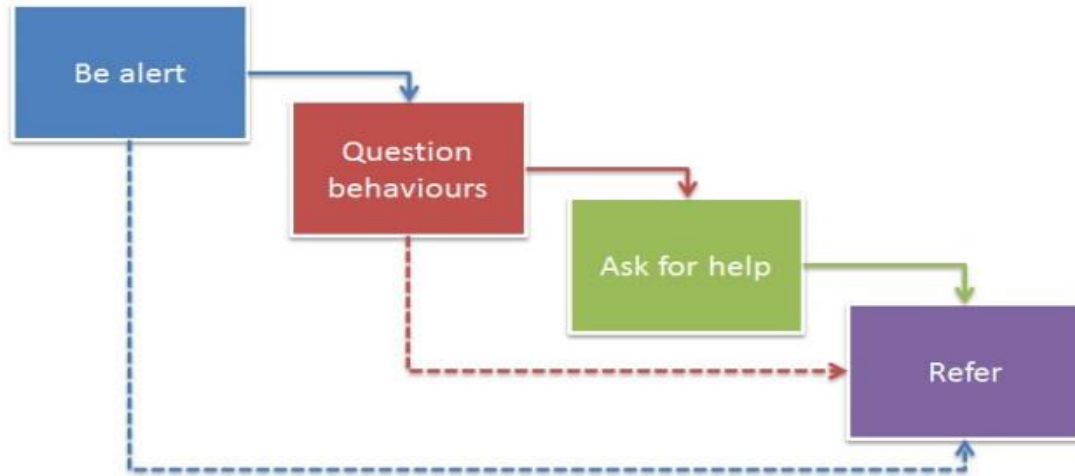 Be alert
Question
behaviours
Ask for help
Refer